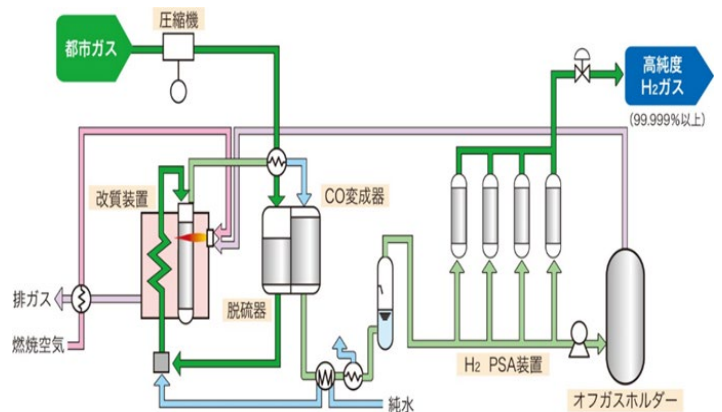 圧縮機
都市ガス
高純度
H₂ガス
(99.999%以上)
改質装置
CO変成器
排ガス
脱硫器
燃焼空気
H₂ PSA装置
純水
オフガスホルダー